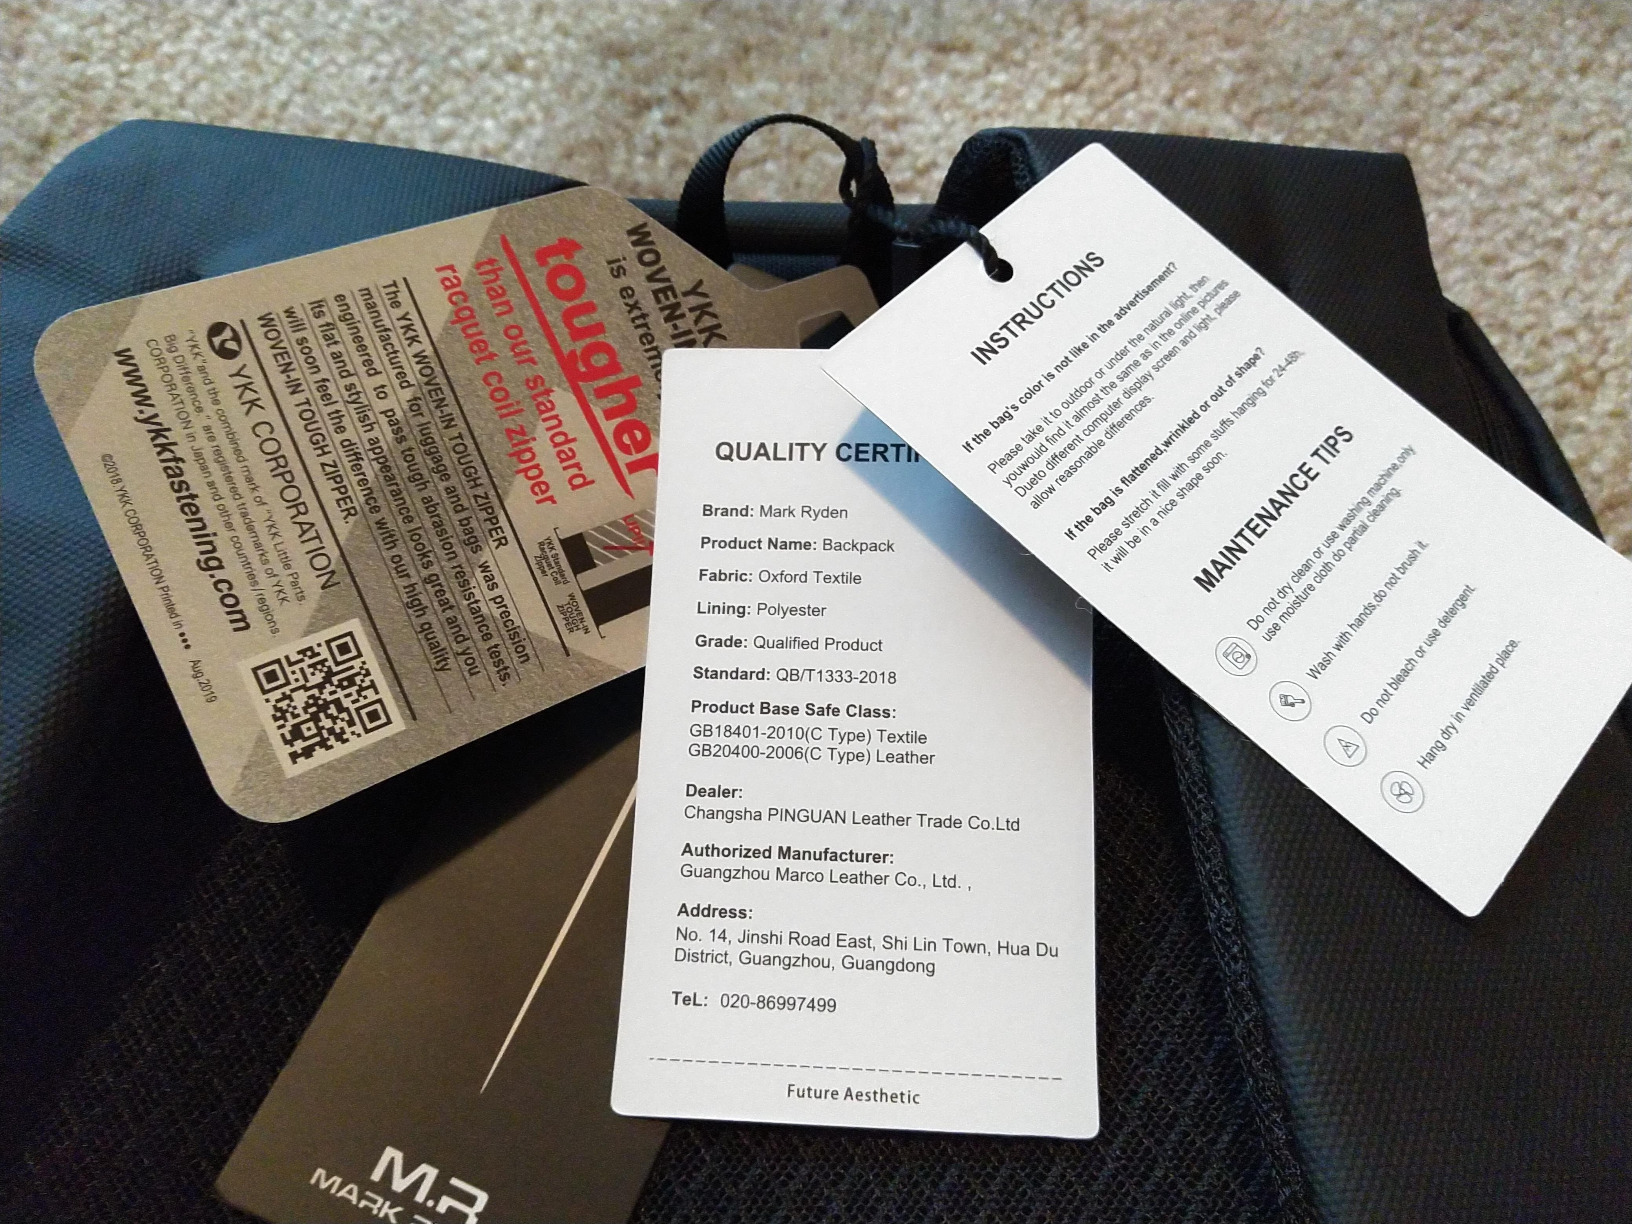 YKK
WOVEN-IN
is extreme
tougher
than our standard
racquet coil zipper
YKK Standard
Racquet Coil
Zipper
WOVEN-IN
TOUGH
ZIPPER
The YKK WOVEN-IN TOUGH ZIPPER
manufactured for luggage and bags was precision
engineered to pass tough abrasion resistance tests.
Its flat and stylish appearance looks great and you
will soon feel the difference with our high quality
WOVEN-IN TOUGH ZIPPER.
YKK CORPORATION
"YKK"and the combined mark of "YKK Little Parts.
Big Difference." are registered trademarks of YKK
CORPORATION in Japan and other countries/regions.
www.ykkfastening.com
©2018 YKK CORPORATION Printed in ••• Aug.2019
QUALITY CERTI
Brand: Mark Ryden
Product Name: Backpack
Fabric: Oxford Textile
Lining: Polyester
Grade: Qualified Product
Standard: QB/T1333-2018
Product Base Safe Class:
GB18401-2010(C Type) Textile
GB20400-2006(C Type) Leather
Dealer:
Changsha PINGUAN Leather Trade Co.Ltd
Authorized Manufacturer:
Guangzhou Marco Leather Co., Ltd. ,
Address:
No. 14, Jinshi Road East, Shi Lin Town, Hua Du
District, Guangzhou, Guangdong
TeL: 020-86997499
Future Aesthetic
INSTRUCTIONS
If the bag's color is not like in the advertisement?
Please take it to outdoor or under the natural light, then
youwould find it almost the same as in the online pictures
Dueto different computer display screen and light, please
allow reasonable differences.
If the bag is flattened,wrinkled or out of shape?
Please stretch it,fill with some stuffs hanging for 24-48h,
it will be in a nice shape soon.
MAINTENANCE TIPS
Do not dry clean or use washing machine,only
use moisture cloth do partial cleaning.
Wash with hands,do not brush it.
Do not bleach or use detergent.
Hang dry in ventilated place.
M.R
MARK